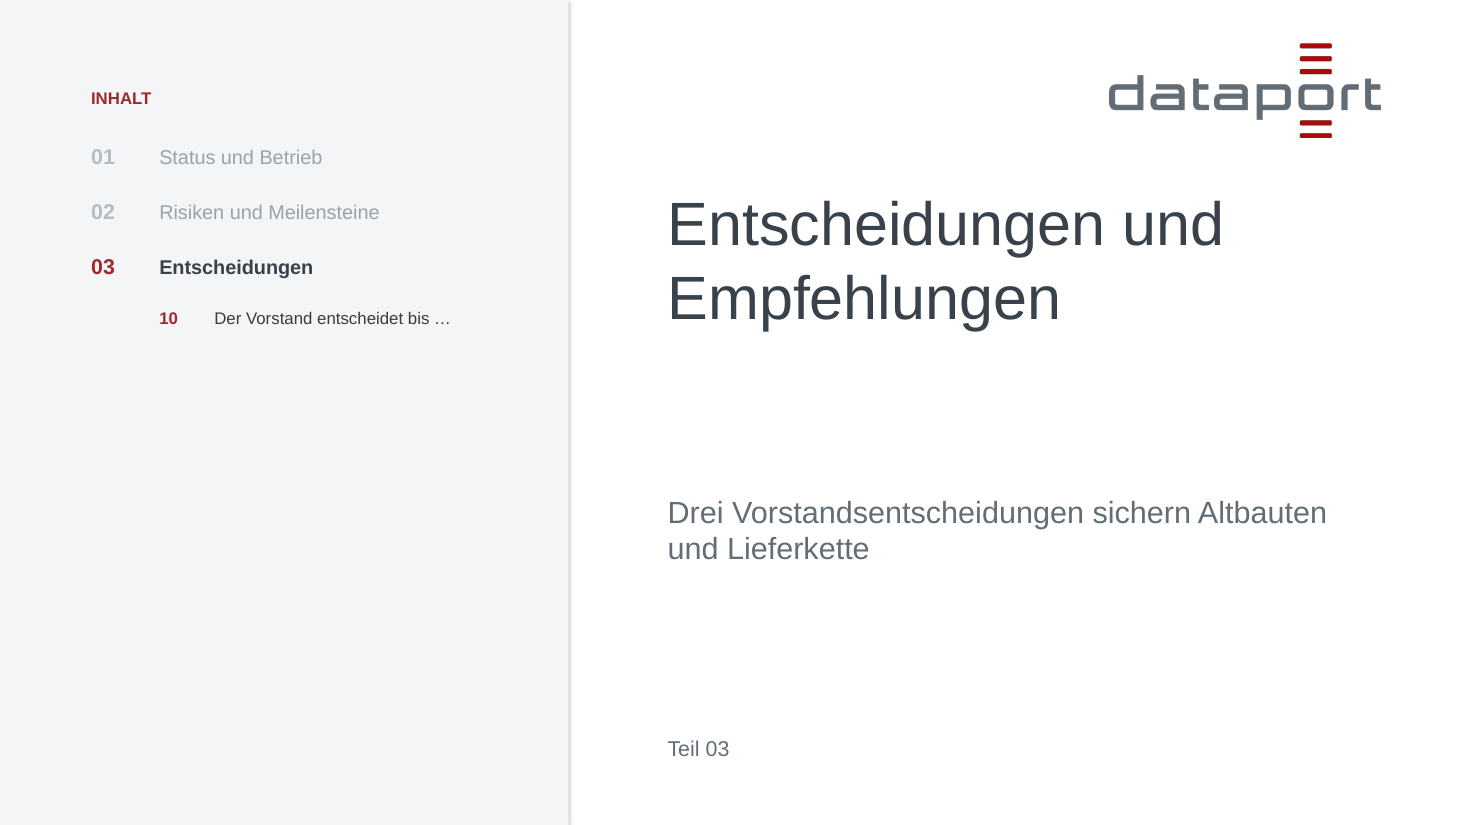 INHALT
01 Status und Betrieb
02 Risiken und Meilensteine
03 Entscheidungen
10 Der Vorstand entscheidet bis …
dataport
Entscheidungen und
Empfehlungen
Drei Vorstandsentscheidungen sichern Altbauten
und Lieferkette
Teil 03